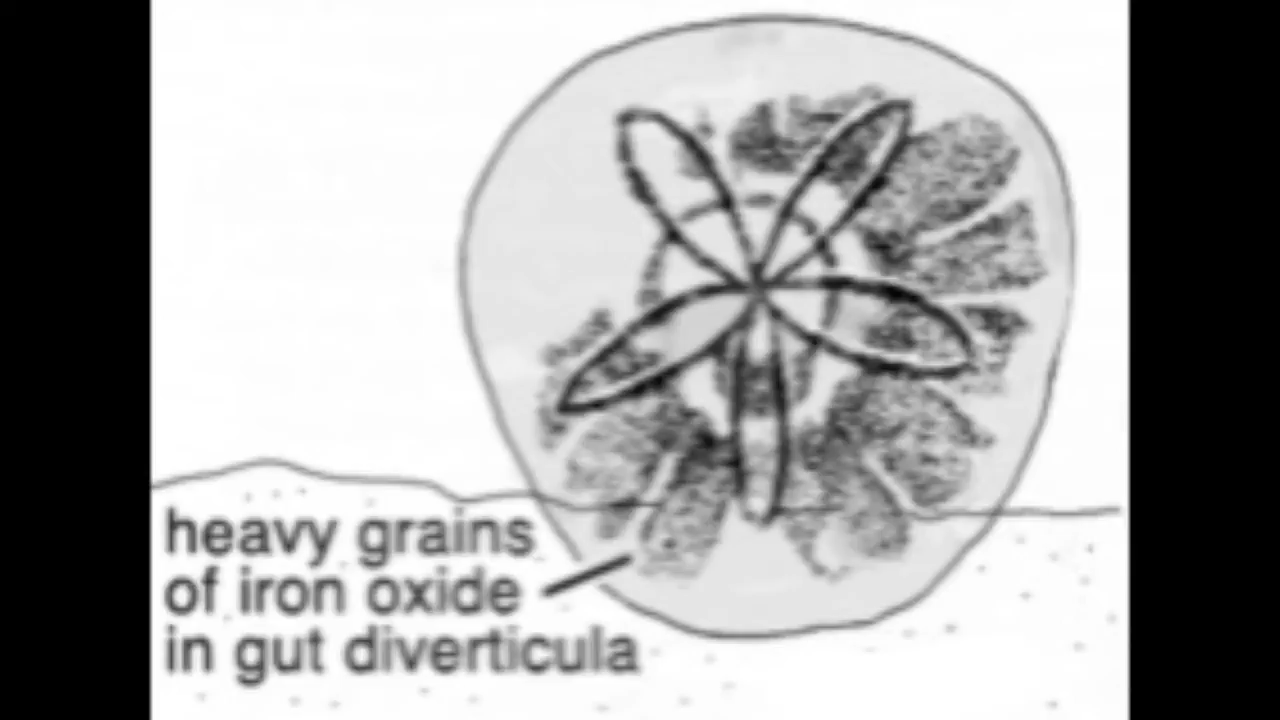 heavy grains
of iron oxide
in gut diverticula